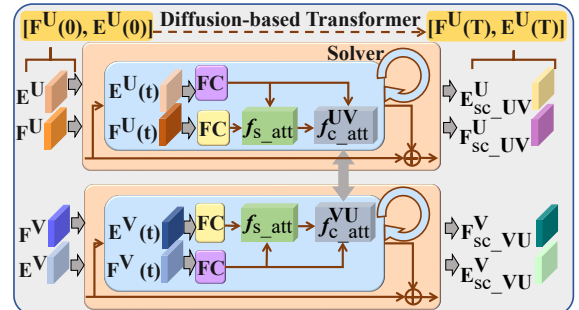 [F^U(0), E^U(0)] Diffusion-based Transformer [F^U(T), E^U(T)]
Solver
E^U E^U(t) FC E^U_sc_UV
F^U F^U(t) FC f_s_att f^UV_c_att F^U_sc_UV
F^V E^V(t) FC f_s_att f^VU_c_att F^V_sc_VU
E^V F^V(t) FC E^V_sc_VU